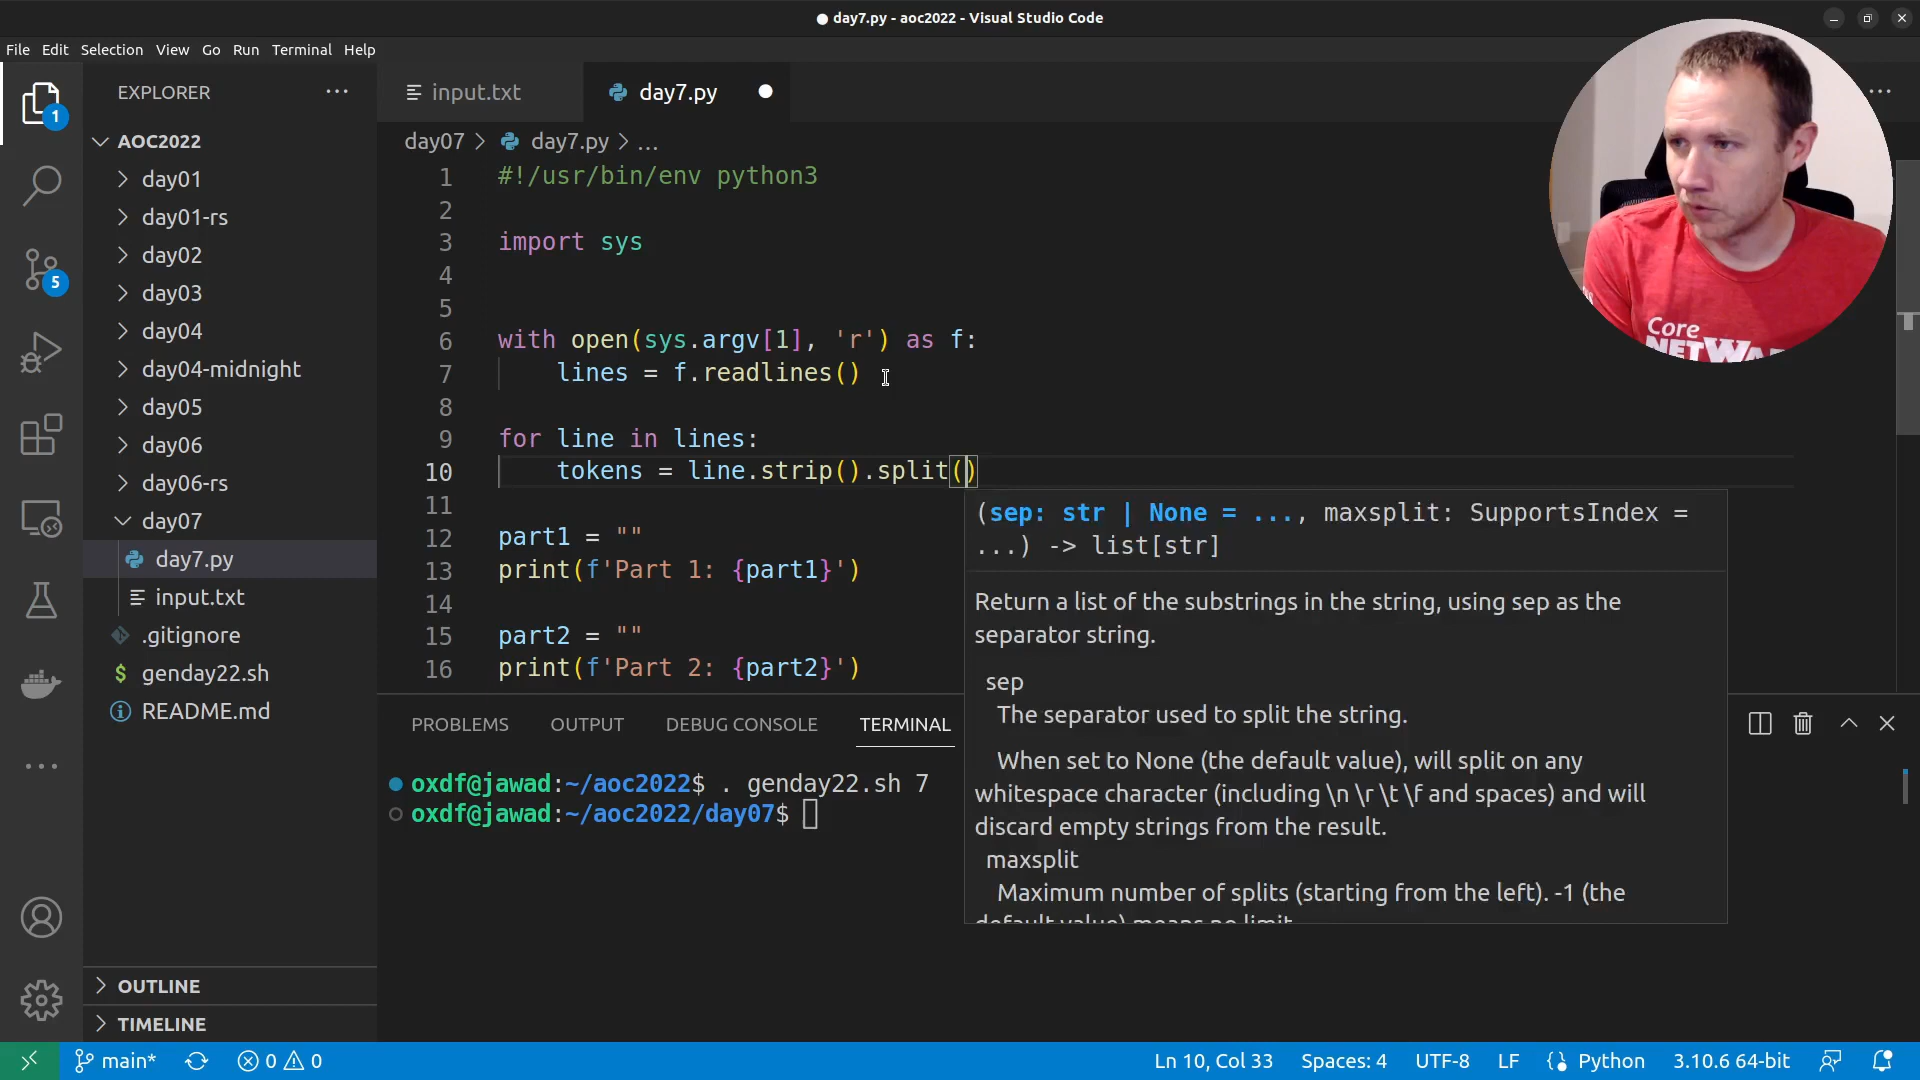 day7.py - aoc2022 - Visual Studio Code
File Edit Selection View Go Run Terminal Help
EXPLORER
input.txt
day7.py
1
AOC2022
day01
day01-rs
day02
day03
day04
day04-midnight
day05
day06
day06-rs
day07
day7.py
input.txt
.gitignore
$ genday22.sh
README.md
5
OUTLINE
TIMELINE
day07 > day7.py > ...
1 #!/usr/bin/env python3
2
3 import sys
4
5
6 with open(sys.argv[1], 'r') as f:
7 lines = f.readlines()
8
9 for line in lines:
10 tokens = line.strip().split()
11
12 part1 = ""
13 print(f'Part 1: {part1}')
14
15 part2 = ""
16 print(f'Part 2: {part2}')
(sep: str | None = ..., maxsplit: SupportsIndex =
...) -> list[str]
Return a list of the substrings in the string, using sep as the
separator string.
sep
The separator used to split the string.
When set to None (the default value), will split on any
whitespace character (including \n \r \t \f and spaces) and will
discard empty strings from the result.
maxsplit
Maximum number of splits (starting from the left). -1 (the
default value) means no limit.
PROBLEMS OUTPUT DEBUG CONSOLE TERMINAL
oxdf@jawad:~/aoc2022$ . genday22.sh 7
oxdf@jawad:~/aoc2022/day07$
Core
NETWARS
main* 0 0 Ln 10, Col 33 Spaces: 4 UTF-8 LF Python 3.10.6 64-bit